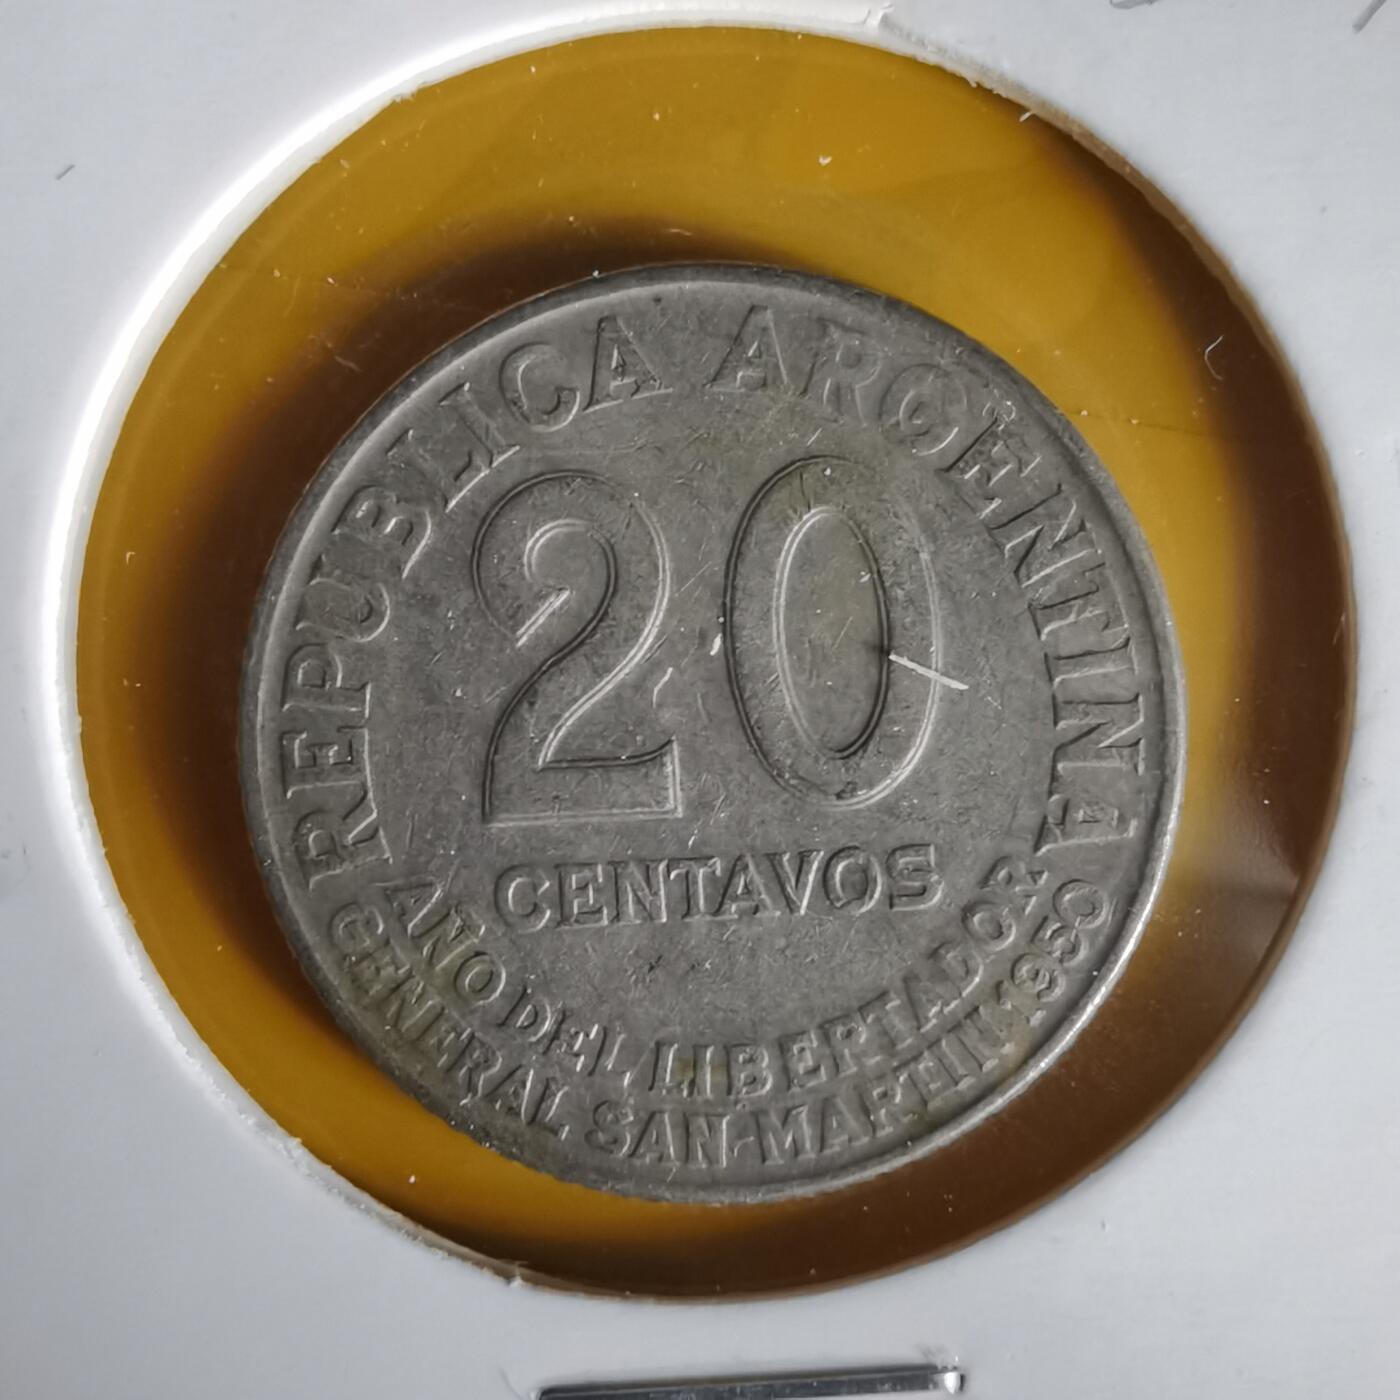 REPUBLICA ARGENTINA
20
CENTAVOS
AÑO DEL LIBERTADOR
GENERAL SAN MARTIN 1950